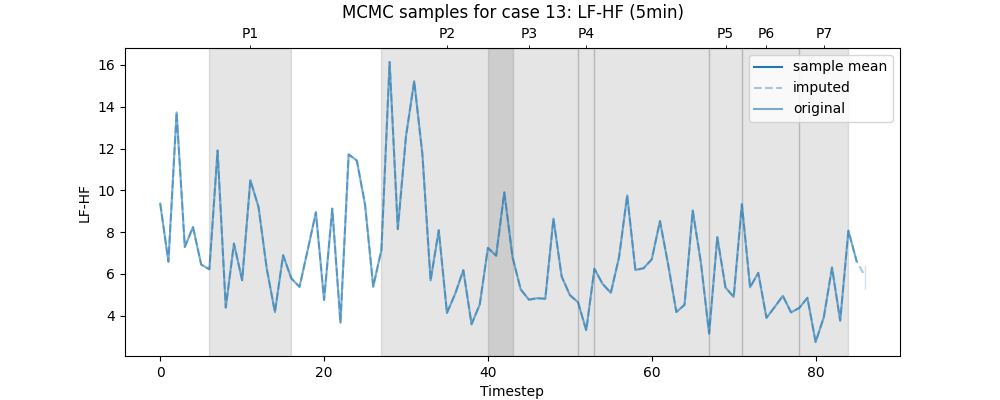 MCMC samples for case 13: LF-HF (5min)
P1 P2 P3 P4 P5 P6 P7
sample mean
imputed
original
16
14
12
10
8
6
4
LF-HF
0 20 40 60 80
Timestep